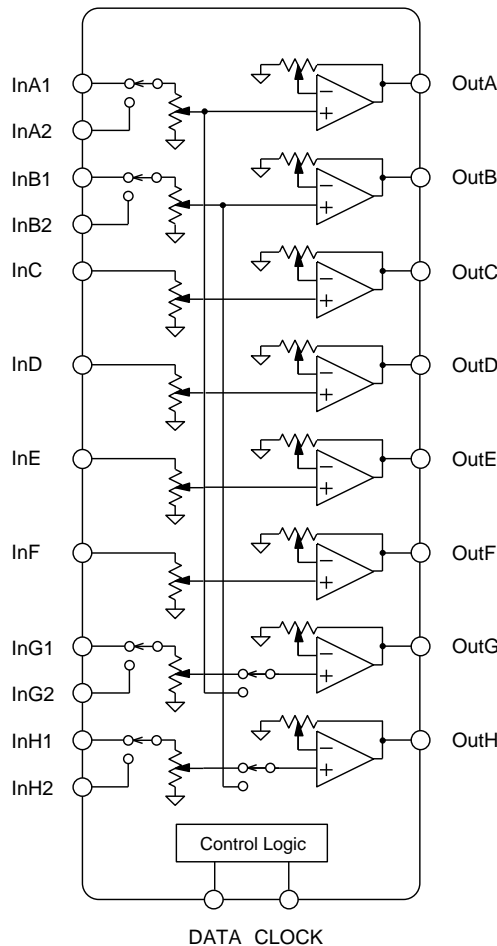 InA1
OutA
InA2
InB1
OutB
InB2
InC
OutC
InD
OutD
InE
OutE
InF
OutF
InG1
OutG
InG2
InH1
OutH
InH2
Control Logic
DATA CLOCK